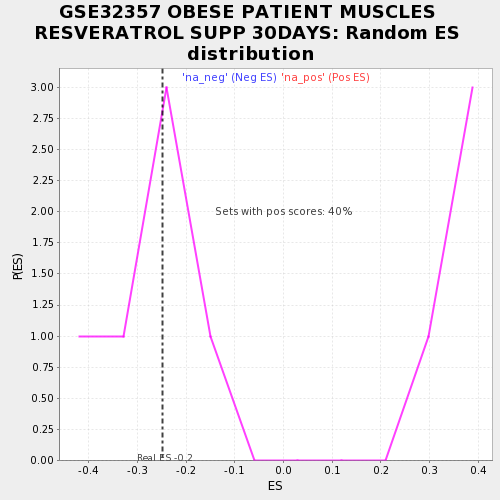 GSE32357 OBESE PATIENT MUSCLES
RESVERATROL SUPP 30DAYS: Random ES
distribution
'na_neg' (Neg ES) 'na_pos' (Pos ES)
3.00
2.75
2.50
2.25
2.00
1.75
1.50
1.25
1.00
0.75
0.50
0.25
0.00
P(ES)
Sets with pos scores: 40%
Real ES -0.2
-0.4 -0.3 -0.2 -0.1 0.0 0.1 0.2 0.3 0.4
ES